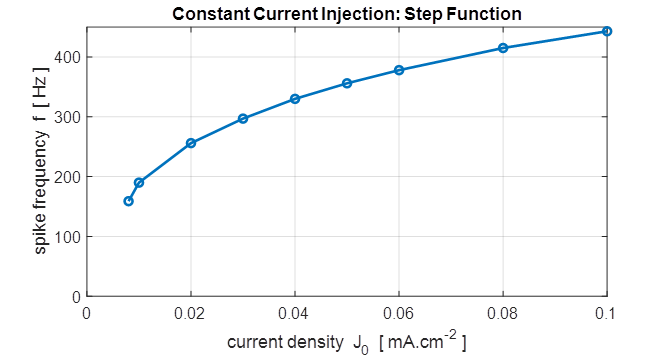 Constant Current Injection: Step Function
spike frequency f [ Hz ]
400
300
200
100
0
0 0.02 0.04 0.06 0.08 0.1
current density J₀ [ mA.cm⁻² ]